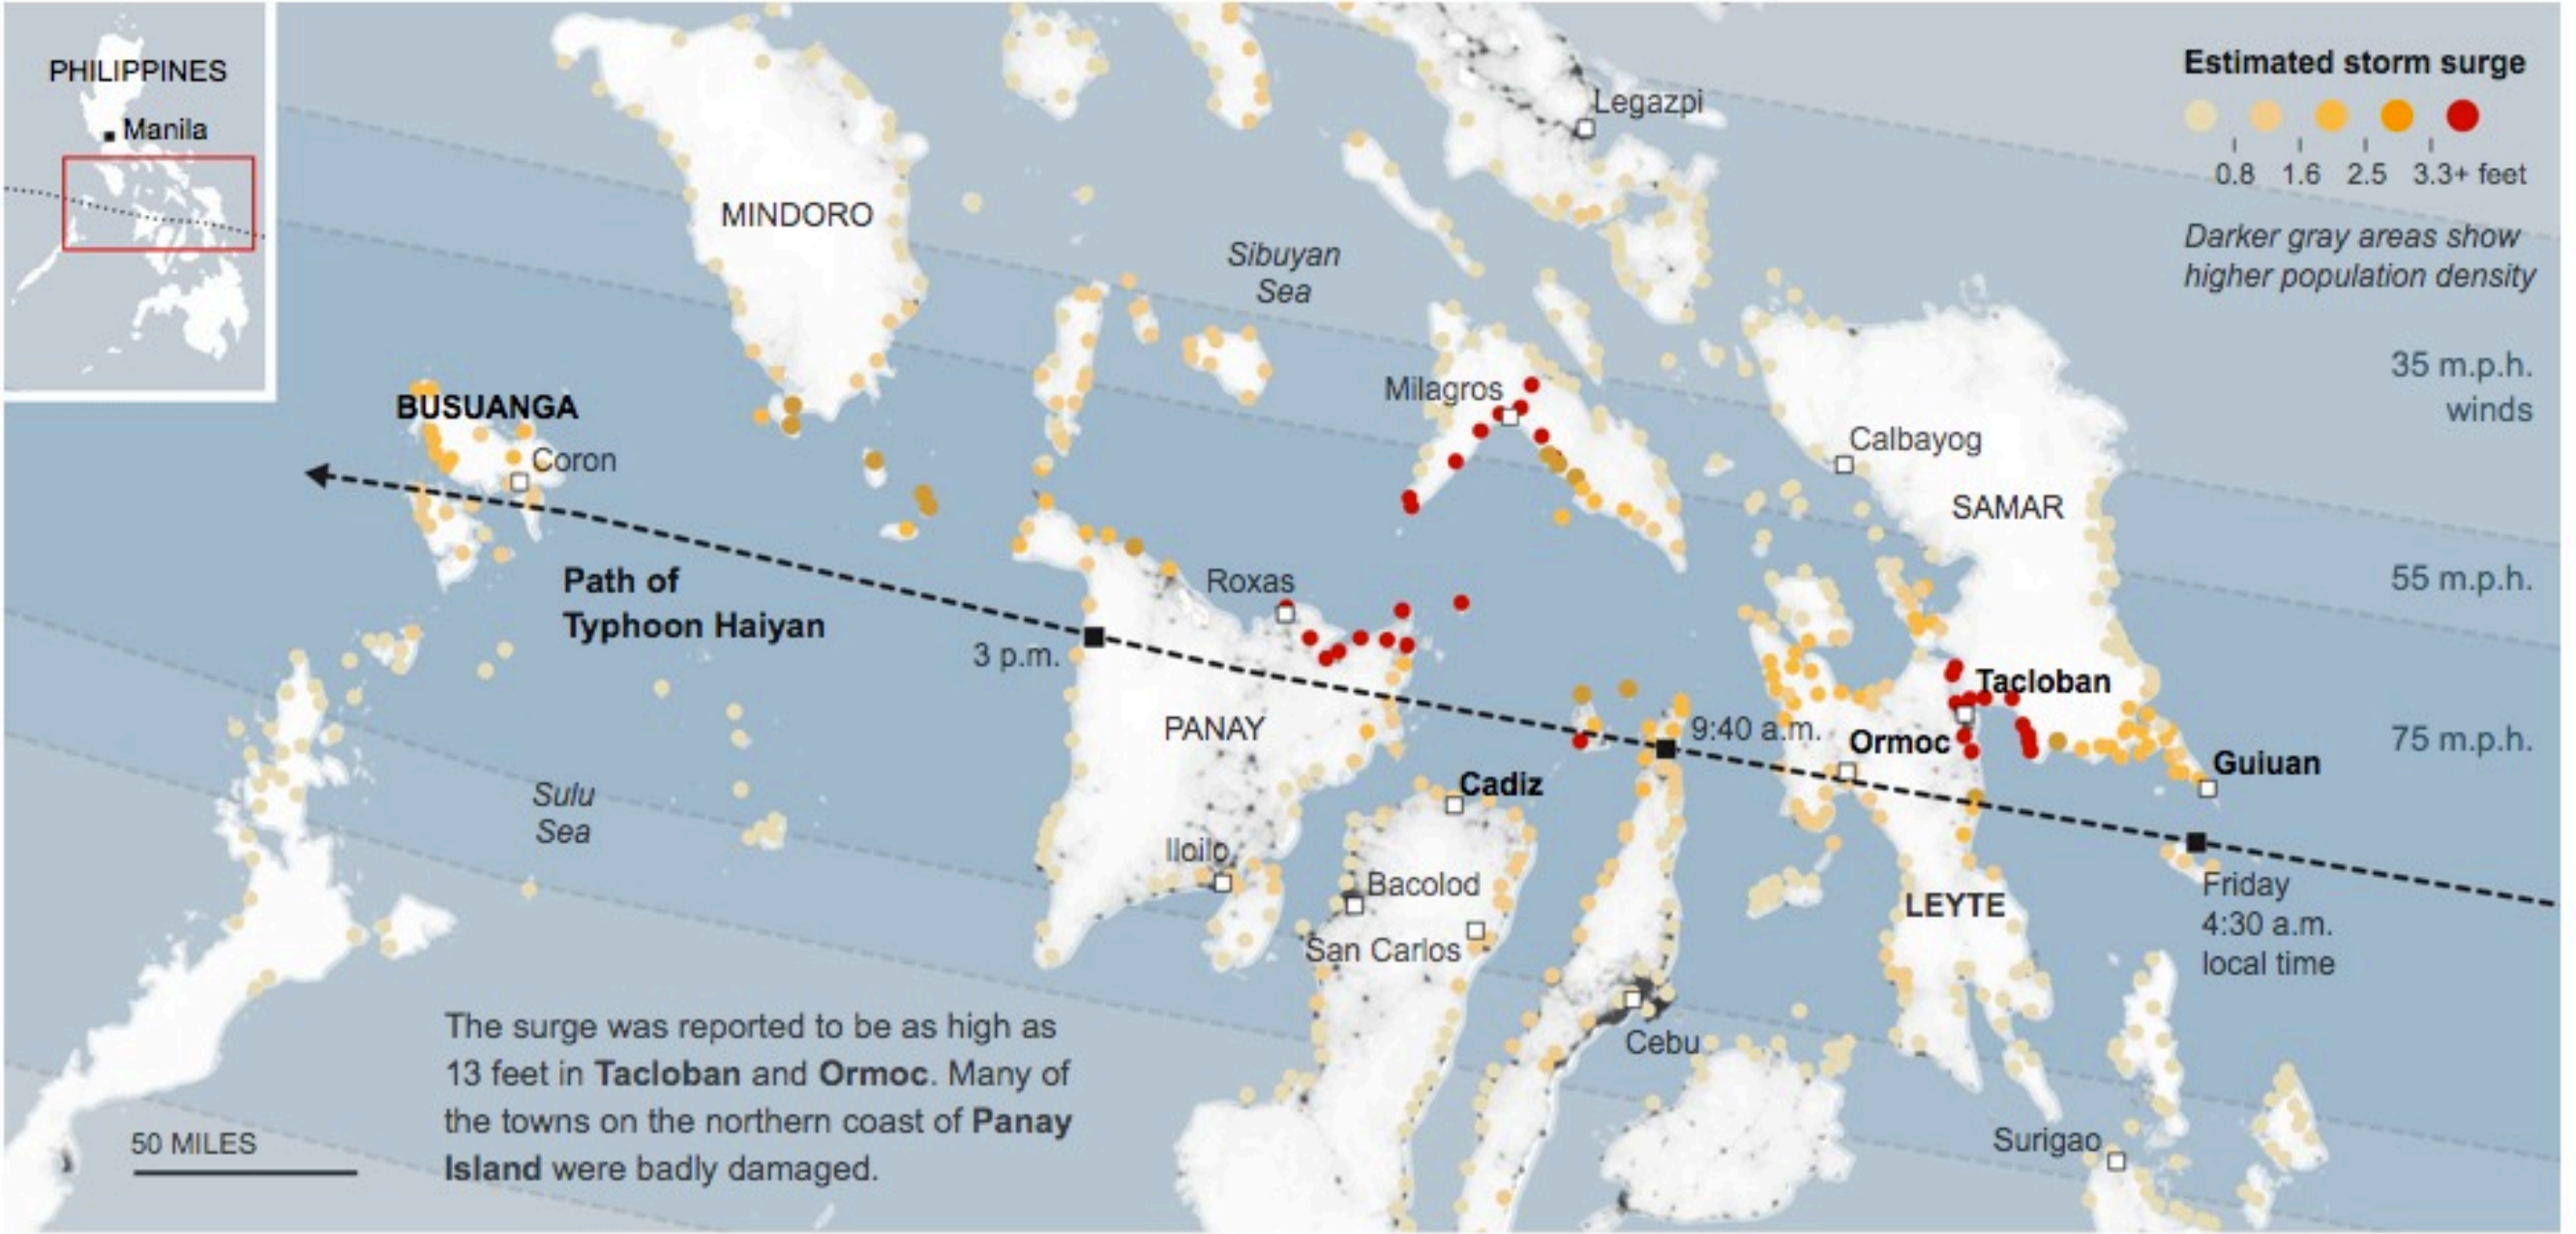 PHILIPPINES
Manila
Legazpi
Estimated storm surge
0.8 1.6 2.5 3.3+ feet
Darker gray areas show
higher population density
MINDORO
Sibuyan
Sea
35 m.p.h.
winds
Milagros
BUSUANGA
Coron
Calbayog
SAMAR
Path of
Typhoon Haiyan
Roxas
55 m.p.h.
3 p.m.
Tacloban
PANAY
9:40 a.m.
Ormoc
75 m.p.h.
Guiuan
Cadiz
Sulu
Sea
Iloilo
Bacolod
San Carlos
LEYTE
Friday
4:30 a.m.
local time
The surge was reported to be as high as
13 feet in Tacloban and Ormoc. Many of
the towns on the northern coast of Panay
Island were badly damaged.
Cebu
50 MILES
Surigao